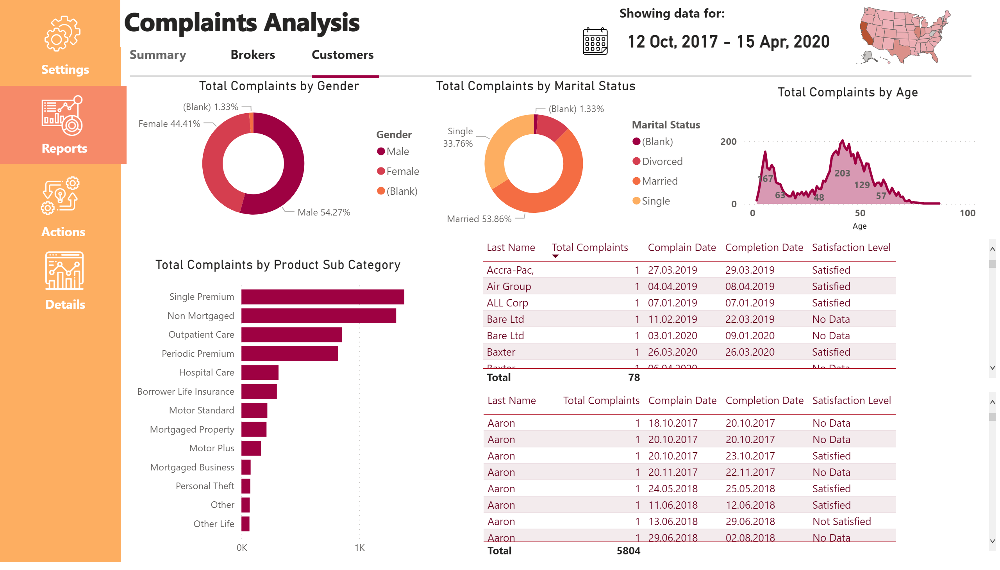 Complaints Analysis
Showing data for:
12 Oct, 2017 - 15 Apr, 2020
Summary Brokers Customers
Settings
Reports
Actions
Details
Total Complaints by Gender
(Blank) 1.33%
Female 44.41%
Male 54.27%
Gender
Male
Female
(Blank)
Total Complaints by Marital Status
(Blank) 1.33%
Single
33.76%
Married 53.86%
Marital Status
(Blank)
Divorced
Married
Single
Total Complaints by Age
200
0
167
63
48
203
129
57
0 50 100
Age
Total Complaints by Product Sub Category
Single Premium
Non Mortgaged
Outpatient Care
Periodic Premium
Hospital Care
Borrower Life Insurance
Motor Standard
Mortgaged Property
Motor Plus
Mortgaged Business
Personal Theft
Other
Other Life
0K 1K
Last Name Total Complaints Complain Date Completion Date Satisfaction Level
Accra-Pac, 1 27.03.2019 29.03.2019 Satisfied
Air Group 1 04.04.2019 08.04.2019 Satisfied
ALL Corp 1 07.01.2019 07.01.2019 Satisfied
Bare Ltd 1 11.02.2019 22.03.2019 No Data
Bare Ltd 1 03.01.2020 09.01.2020 No Data
Baxter 1 26.03.2020 26.03.2020 Satisfied
Baxter 1 06.04.2020 No Data
Total 78
Last Name Total Complaints Complain Date Completion Date Satisfaction Level
Aaron 1 18.10.2017 20.10.2017 No Data
Aaron 1 20.10.2017 20.10.2017 No Data
Aaron 1 20.10.2017 23.10.2017 Satisfied
Aaron 1 20.11.2017 22.11.2017 No Data
Aaron 1 24.05.2018 25.05.2018 Satisfied
Aaron 1 11.06.2018 12.06.2018 Satisfied
Aaron 1 13.06.2018 29.06.2018 Not Satisfied
Aaron 1 29.06.2018 02.08.2018 No Data
Total 5804